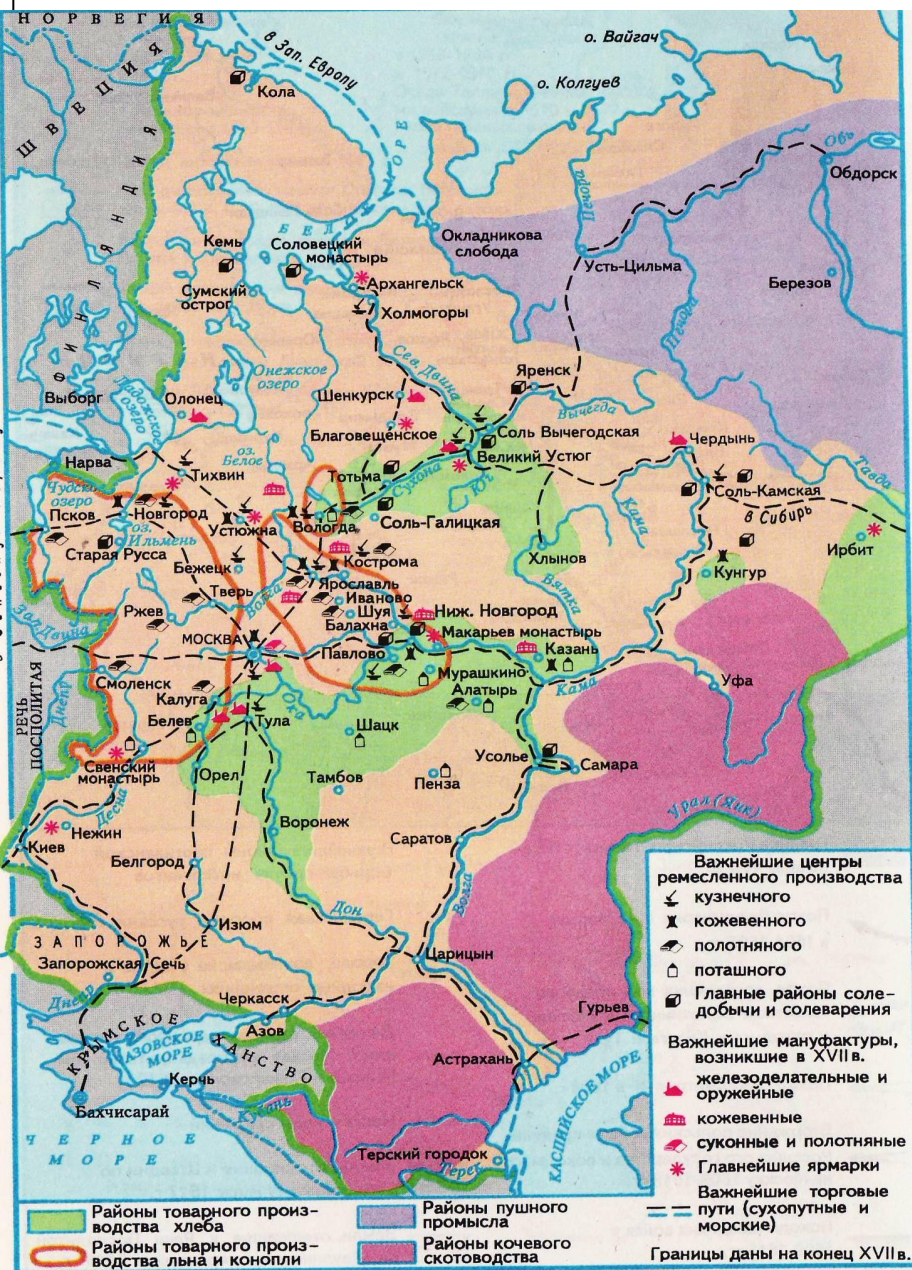 НОРВЕГИЯ
ШВЕЦИЯ
ФИНЛЯНДИЯ
в Зап. Европу
о. Вайгач
о. Колгуев
Кола
БЕЛОЕ МОРЕ
Печора
Обь
Обдорск
Окладникова
слобода
Усть-Цильма
Березов
Печора
Кемь
Соловецкий
монастырь
Сумский
острог
Архангельск
Холмогоры
Онежское
озеро
Сев. Двина
Яренск
Вычегда
Выборг
Ладожское
озеро
Олонец
Шенкурск
Благовещенское
Соль Вычегодская
Великий Устюг
Чердынь
Тавда
Нарва
Чудское
озеро
Тихвин
оз.
Белое
Тотьма
Сухона
Юг
Кама
Соль-Камская
в Сибирь
Псков
Новгород
оз.
Ильмень
Устюжна
Вологда
Соль-Галицкая
Старая Русса
Хлынов
Кунгур
Ирбит
Бежецк
Кострома
Ярославль
Вятка
Тверь
Волга
Иваново
Ржев
Шуя
Ниж. Новгород
Балахна
Зап. Двина
МОСКВА
Макарьев монастырь
Павлово
Казань
Смоленск
Мурашкино
Кама
Уфа
РЕЧЬ
ПОСПОЛИТАЯ
Днепр
Калуга
Ока
Алатырь
Белев
Тула
Шацк
Свенский
монастырь
Орел
Усолье
Самара
Тамбов
Пенза
Десна
Урал (Яик)
Нежин
Киев
Воронеж
Саратов
Белгород
Волга
Дон
Изюм
ЗАПОРОЖЬЕ
Запорожская Сечь
Царицын
Днепр
Черкасск
Азов
Гурьев
КРЫМСКОЕ
ХАНСТВО
АЗОВСКОЕ
МОРЕ
Астрахань
Керчь
Бахчисарай
Кубань
КАСПИЙСКОЕ МОРЕ
ЧЕРНОЕ
МОРЕ
Терский городок
Терек
Важнейшие центры
ремесленного производства
кузнечного
кожевенного
полотняного
поташного
Главные районы соле-
добычи и солеварения
Важнейшие мануфактуры,
возникшие в XVII в.
железоделательные и
оружейные
кожевенные
суконные и полотняные
Главнейшие ярмарки
Важнейшие торговые
пути (сухопутные и
морские)
Границы даны на конец XVII в.
Районы товарного произ-
водства хлеба
Районы товарного произ-
водства льна и конопли
Районы пушного
промысла
Районы кочевого
скотоводства